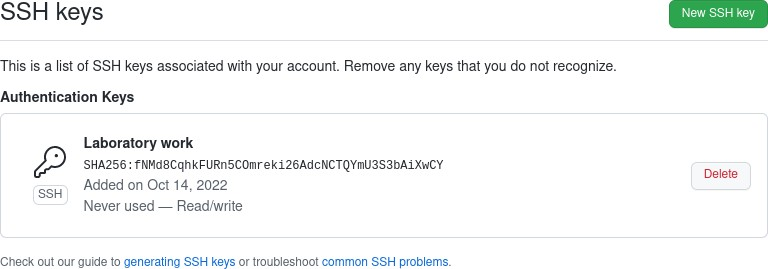 SSH keys
New SSH key
This is a list of SSH keys associated with your account. Remove any keys that you do not recognize.
Authentication Keys
Laboratory work
SHA256:fNMd8CqhkFURn5COmreki26AdcNCTQYmU3S3bAiXwCY
Added on Oct 14, 2022
Never used — Read/write
SSH
Delete
Check out our guide to generating SSH keys or troubleshoot common SSH problems.